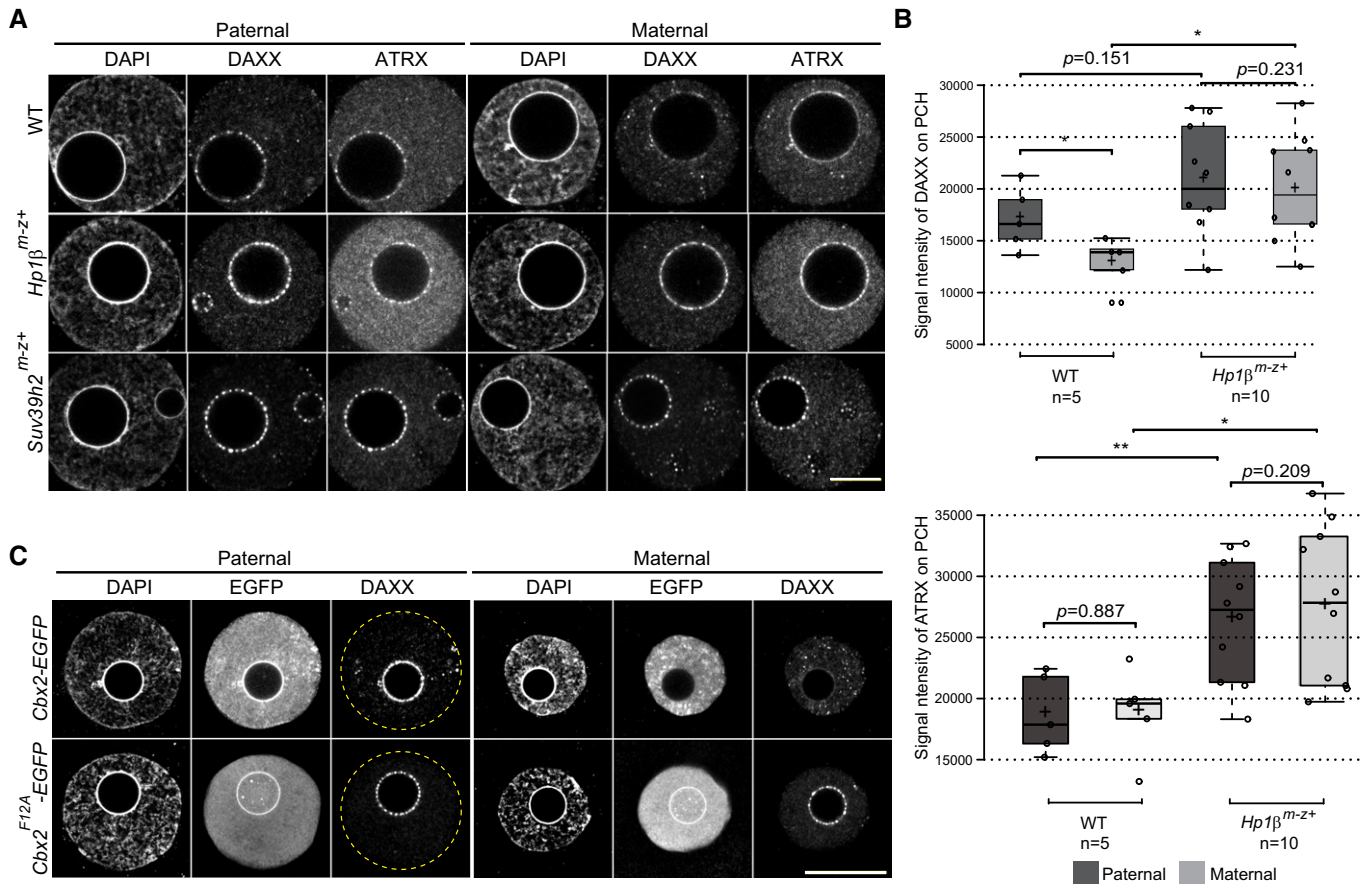 A
Paternal
Maternal
DAPI
DAXX
ATRX
DAPI
DAXX
ATRX
WT
Hp1β m-z+
Suv39h2 m-z+
B
*
p=0.151
p=0.231
*
Signal ntensity of DAXX on PCH
30000
25000
20000
15000
10000
5000
WT
n=5
Hp1β m-z+
n=10
*
**
p=0.209
p=0.887
Signal ntensity of ATRX on PCH
35000
30000
25000
20000
15000
WT
n=5
Hp1β m-z+
n=10
Paternal
Maternal
C
Paternal
Maternal
DAPI
EGFP
DAXX
DAPI
EGFP
DAXX
Cbx2-EGFP
Cbx2 F12A-EGFP